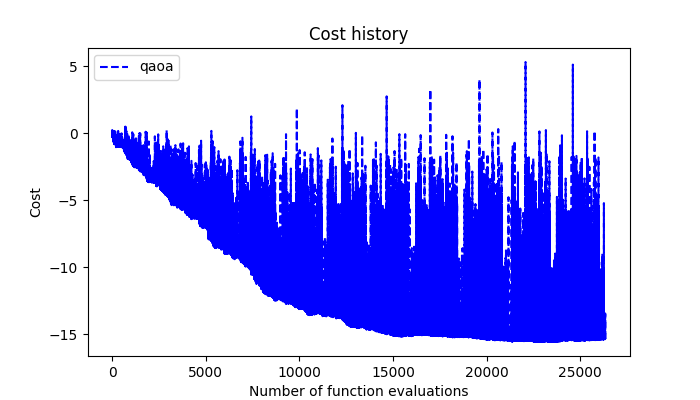 Cost history
qaoa
5
0
−5
−10
−15
Cost
0 5000 10000 15000 20000 25000
Number of function evaluations